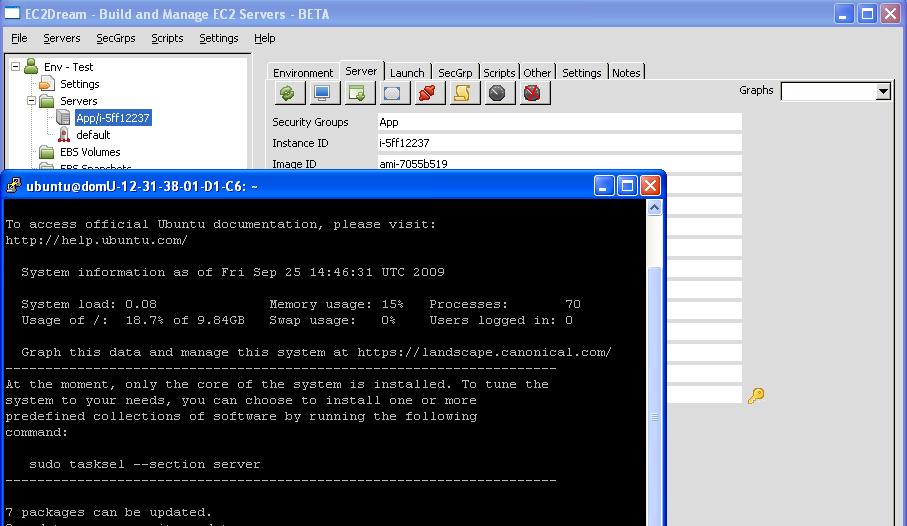 EC2Dream - Build and Manage EC2 Servers - BETA
File Servers SecGrps Scripts Settings Help
Env - Test
Settings
Servers
App/i-5ff12237
default
EBS Volumes
EBS Snapshots
Environment Server Launch SecGrp Scripts Other Settings Notes
Graphs
Security Groups App
Instance ID i-5ff12237
Image ID ami-7055b519
ubuntu@domU-12-31-38-01-D1-C6: ~
To access official Ubuntu documentation, please visit:
http://help.ubuntu.com/
System information as of Fri Sep 25 14:46:31 UTC 2009
System load: 0.08 Memory usage: 15% Processes: 70
Usage of /: 18.7% of 9.84GB Swap usage: 0% Users logged in: 0
Graph this data and manage this system at https://landscape.canonical.com/
---------------------------------------------------------------------
At the moment, only the core of the system is installed. To tune the
system to your needs, you can choose to install one or more
predefined collections of software by running the following
command:
sudo tasksel --section server
---------------------------------------------------------------------
7 packages can be updated.